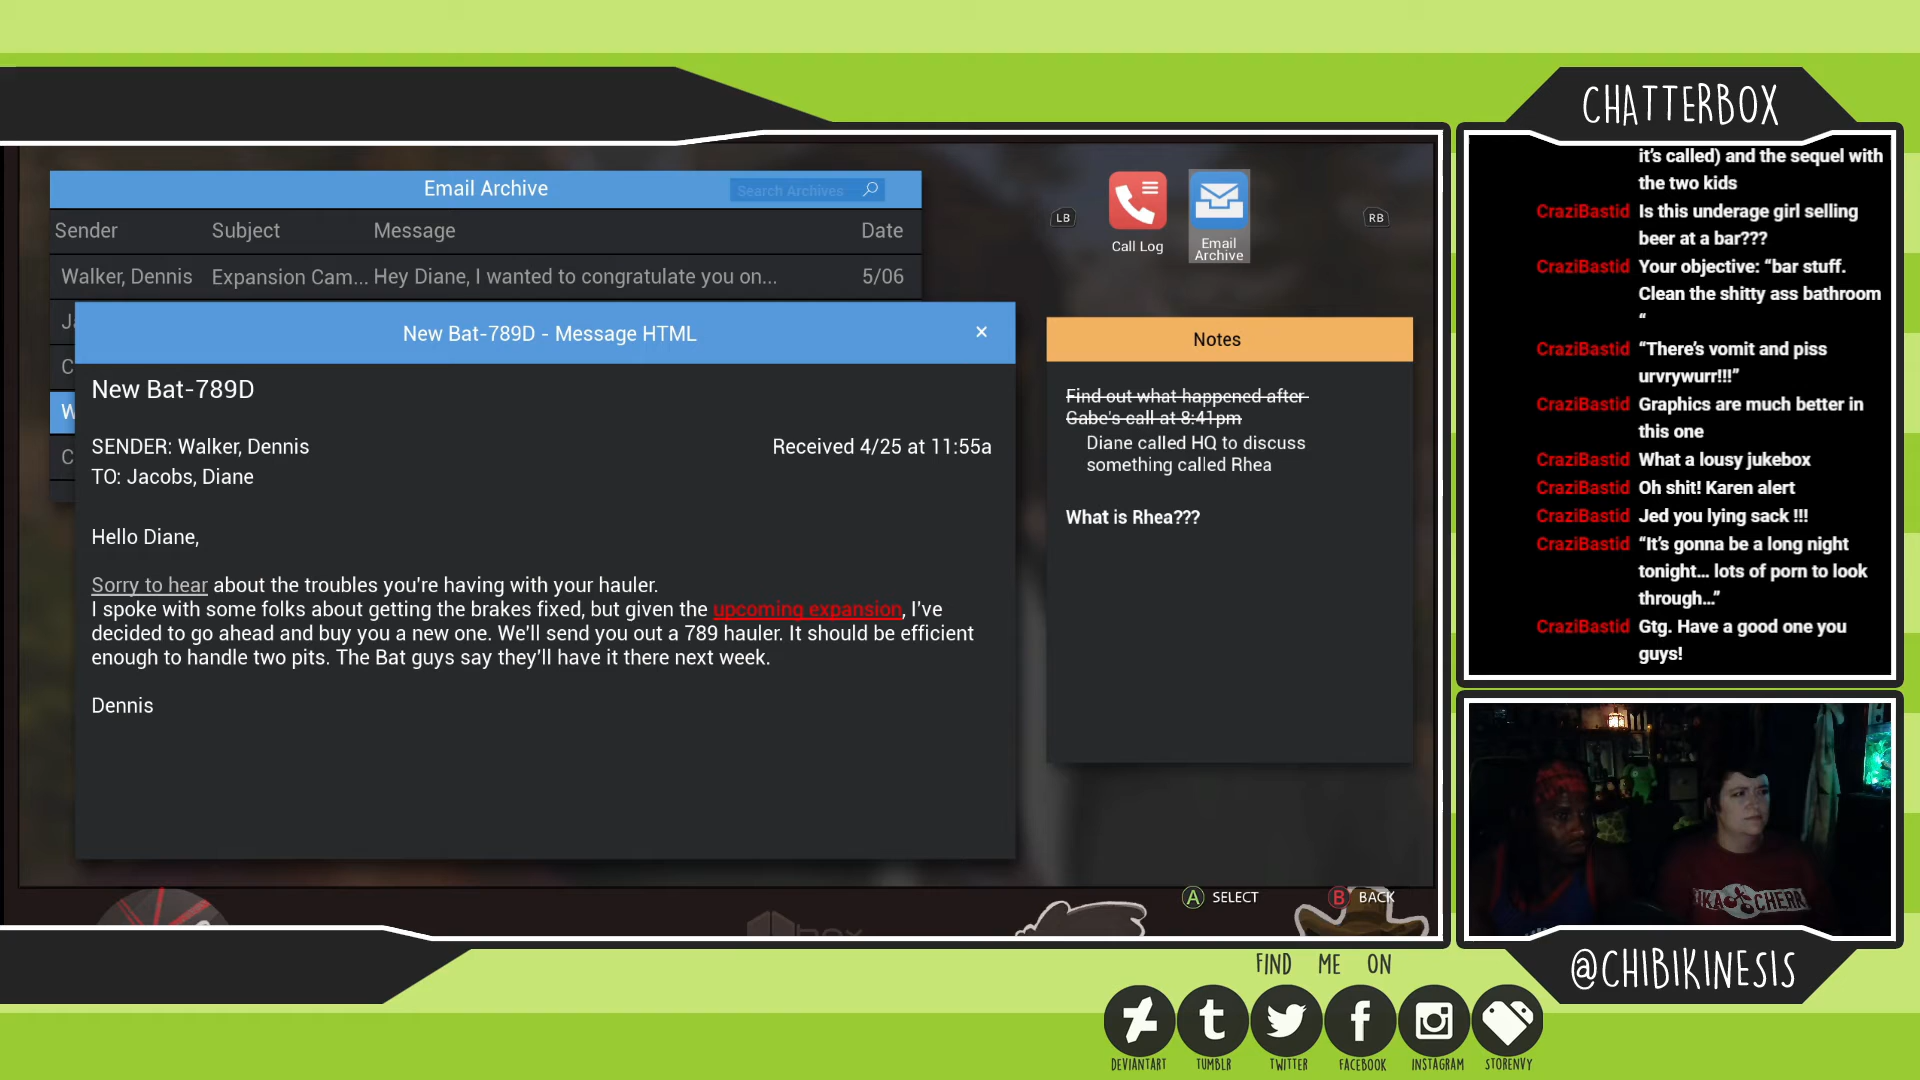 Email Archive
Search Archives
Sender Subject Message Date
Walker, Dennis Expansion Cam... Hey Diane, I wanted to congratulate you on... 5/06
Ja
C
W
C
New Bat-789D - Message HTML
×
New Bat-789D
SENDER: Walker, Dennis Received 4/25 at 11:55a
TO: Jacobs, Diane
Hello Diane,
Sorry to hear about the troubles you're having with your hauler.
I spoke with some folks about getting the brakes fixed, but given the upcoming expansion, I've
decided to go ahead and buy you a new one. We'll send you out a 789 hauler. It should be efficient
enough to handle two pits. The Bat guys say they'll have it there next week.
Dennis
LB
Call Log
Email
Archive
RB
Notes
Find out what happened after
Gabe's call at 8:41pm
Diane called HQ to discuss
something called Rhea
What is Rhea???
A SELECT B BACK
CHATTERBOX
it's called) and the sequel with
the two kids
CraziBastid Is this underage girl selling
beer at a bar???
CraziBastid Your objective: “bar stuff.
Clean the shitty ass bathroom
“
CraziBastid “There's vomit and piss
urvrywurr!!!”
CraziBastid Graphics are much better in
this one
CraziBastid What a lousy jukebox
CraziBastid Oh shit! Karen alert
CraziBastid Jed you lying sack !!!
CraziBastid “It's gonna be a long night
tonight... lots of porn to look
through...”
CraziBastid Gtg. Have a good one you
guys!
@CHIBIKINESIS
FIND ME ON
DEVIANTART TUMBLR TWITTER FACEBOOK INSTAGRAM STORENVY